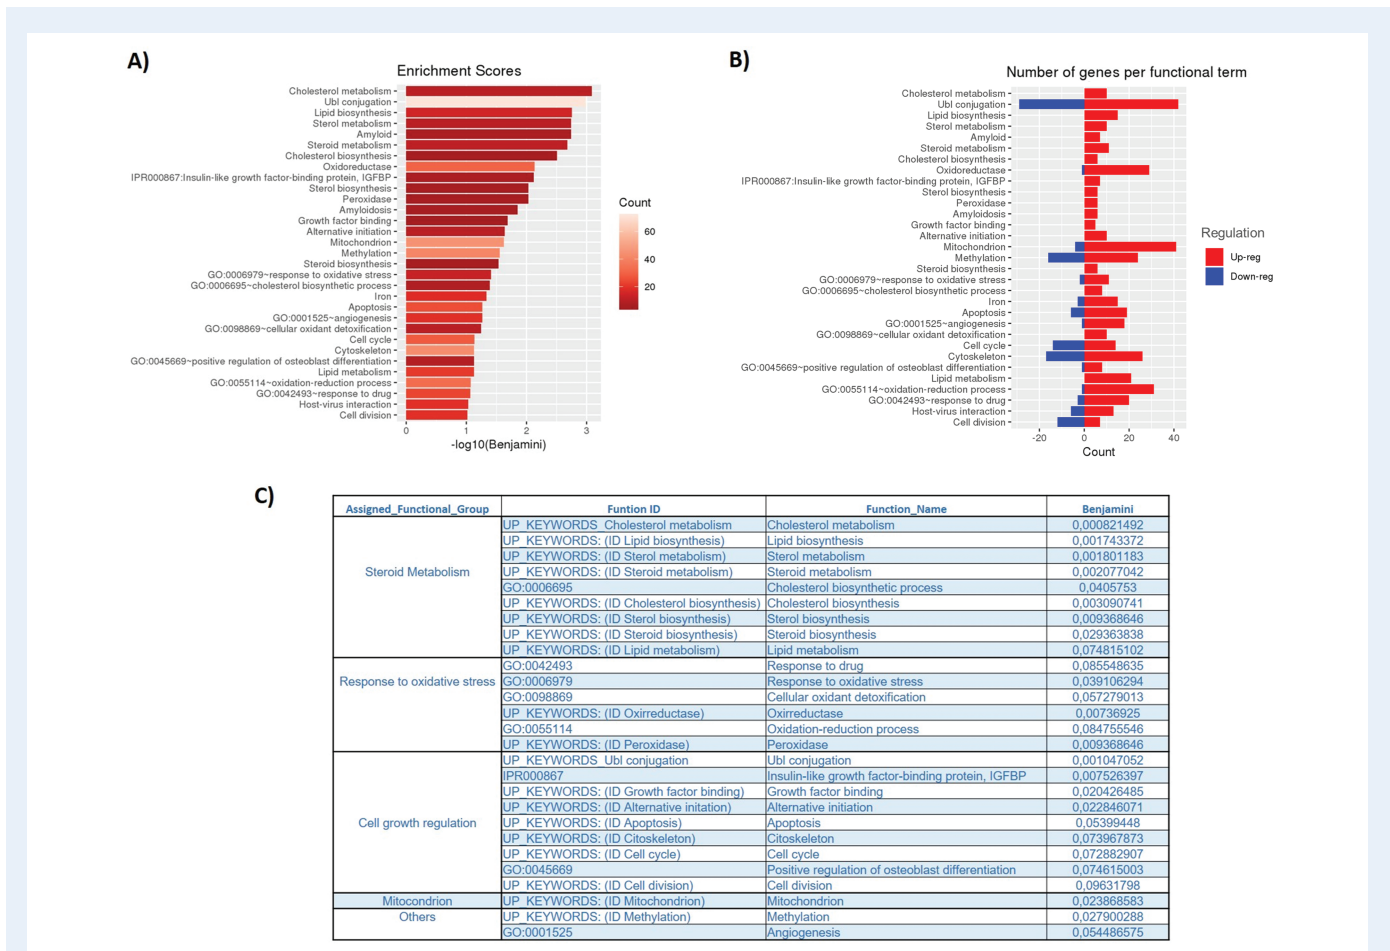 A)
Enrichment Scores
Cholesterol metabolism
Ubl conjugation
Lipid biosynthesis
Sterol metabolism
Amyloid
Steroid metabolism
Cholesterol biosynthesis
Oxidoreductase
IPR000867:Insulin-like growth factor-binding protein, IGFBP
Sterol biosynthesis
Peroxidase
Amyloidosis
Growth factor binding
Alternative initiation
Mitochondrion
Methylation
Steroid biosynthesis
GO:0006979~response to oxidative stress
GO:0006695~cholesterol biosynthetic process
Iron
Apoptosis
GO:0001525~angiogenesis
GO:0098869~cellular oxidant detoxification
Cell cycle
Cytoskeleton
GO:0045669~positive regulation of osteoblast differentiation
Lipid metabolism
GO:0055114~oxidation-reduction process
GO:0042493~response to drug
Host-virus interaction
Cell division
0 1 2 3
-log10(Benjamini)
Count
60
40
20
B)
Number of genes per functional term
Cholesterol metabolism
Ubl conjugation
Lipid biosynthesis
Sterol metabolism
Amyloid
Steroid metabolism
Cholesterol biosynthesis
Oxidoreductase
IPR000867:Insulin-like growth factor-binding protein, IGFBP
Sterol biosynthesis
Peroxidase
Amyloidosis
Growth factor binding
Alternative initiation
Mitochondrion
Methylation
Steroid biosynthesis
GO:0006979~response to oxidative stress
GO:0006695~cholesterol biosynthetic process
Iron
Apoptosis
GO:0001525~angiogenesis
GO:0098869~cellular oxidant detoxification
Cell cycle
Cytoskeleton
GO:0045669~positive regulation of osteoblast differentiation
Lipid metabolism
GO:0055114~oxidation-reduction process
GO:0042493~response to drug
Host-virus interaction
Cell division
-20 0 20 40
Count
Regulation
Up-reg
Down-reg
C)
Assigned_Functional_Group Funtion ID Function_Name Benjamini
UP_KEYWORDS_Cholesterol metabolism Cholesterol metabolism 0,000821492
UP_KEYWORDS: (ID Lipid biosynthesis) Lipid biosynthesis 0,001743372
UP_KEYWORDS: (ID Sterol metabolism) Sterol metabolism 0,001801183
Steroid Metabolism UP_KEYWORDS: (ID Steroid metabolism) Steroid metabolism 0,002077042
GO:0006695 Cholesterol biosynthetic process 0,0405753
UP_KEYWORDS: (ID Cholesterol biosynthesis) Cholesterol biosynthesis 0,003090741
UP_KEYWORDS: (ID Sterol biosynthesis) Sterol biosynthesis 0,009368646
UP_KEYWORDS: (ID Steroid biosynthesis) Steroid biosynthesis 0,029363838
UP_KEYWORDS: (ID Lipid metabolism) Lipid metabolism 0,074815102
GO:0042493 Response to drug 0,085548635
Response to oxidative stress GO:0006979 Response to oxidative stress 0,039106294
GO:0098869 Cellular oxidant detoxification 0,057279013
UP_KEYWORDS: (ID Oxirreductase) Oxirreductase 0,00736925
GO:0055114 Oxidation-reduction process 0,084755546
UP_KEYWORDS: (ID Peroxidase) Peroxidase 0,009368646
UP_KEYWORDS_Ubl conjugation Ubl conjugation 0,001047052
IPR000867 Insulin-like growth factor-binding protein, IGFBP 0,007526397
UP_KEYWORDS: (ID Growth factor binding) Growth factor binding 0,020426485
UP_KEYWORDS: (ID Alternative initation) Alternative initiation 0,022846071
Cell growth regulation UP_KEYWORDS: (ID Apoptosis) Apoptosis 0,05399448
UP_KEYWORDS: (ID Citoskeleton) Citoskeleton 0,073967873
UP_KEYWORDS: (ID Cell cycle) Cell cycle 0,072882907
GO:0045669 Positive regulation of osteoblast differentiation 0,074615003
UP_KEYWORDS: (ID Cell division) Cell division 0,09631798
Mitocondrion UP_KEYWORDS: (ID Mitochondrion) Mitochondrion 0,023868583
Others UP_KEYWORDS: (ID Methylation) Methylation 0,027900288
GO:0001525 Angiogenesis 0,054486575